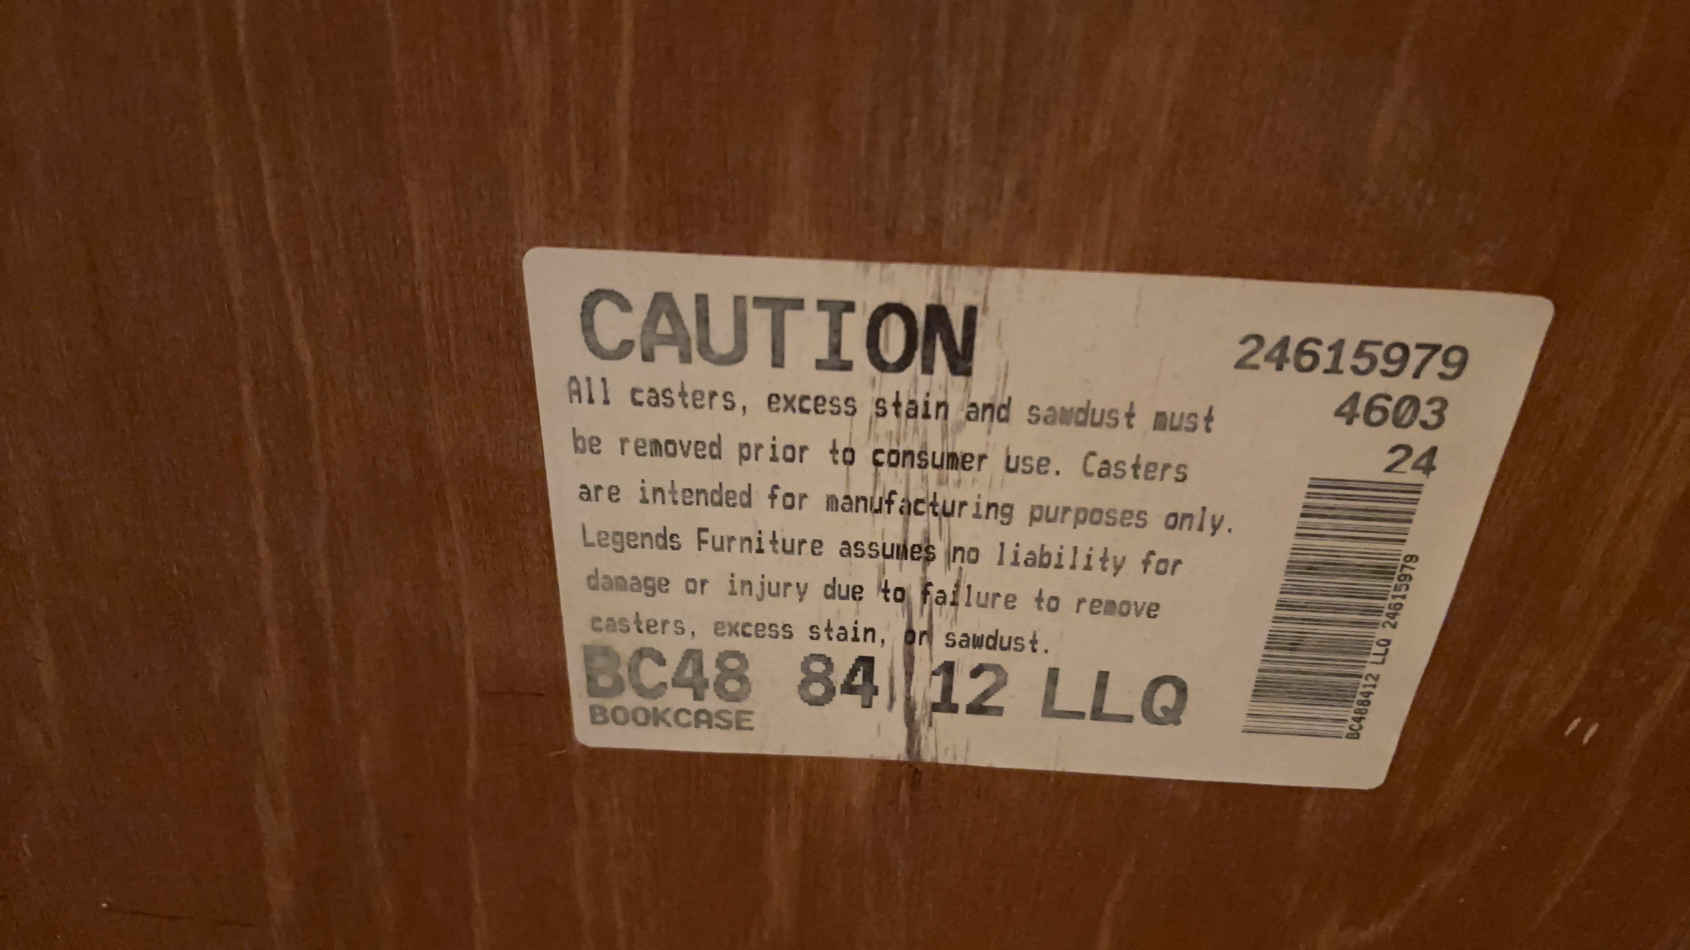 CAUTION
24615979
4603
24
All casters, excess stain and sawdust must
be removed prior to consumer use. Casters
are intended for manufacturing purposes only.
Legends Furniture assumes no liability for
damage or injury due to failure to remove
casters, excess stain, or sawdust.
BC48 84 12 LLQ
BOOKCASE
BC488412 LLQ 24615979